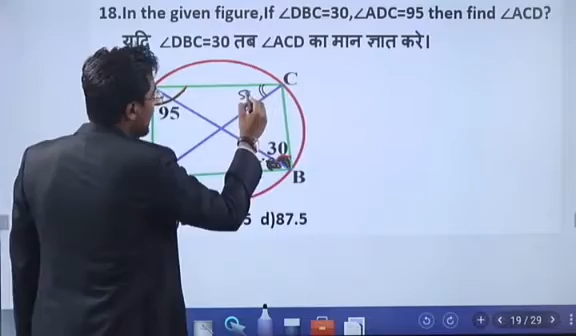 18.In the given figure,If ∠DBC=30,∠ADC=95 then find ∠ACD?
यदि ∠DBC=30 तब ∠ACD का मान ज्ञात करे।
C
95
30
B
5 d)87.5
19 / 29